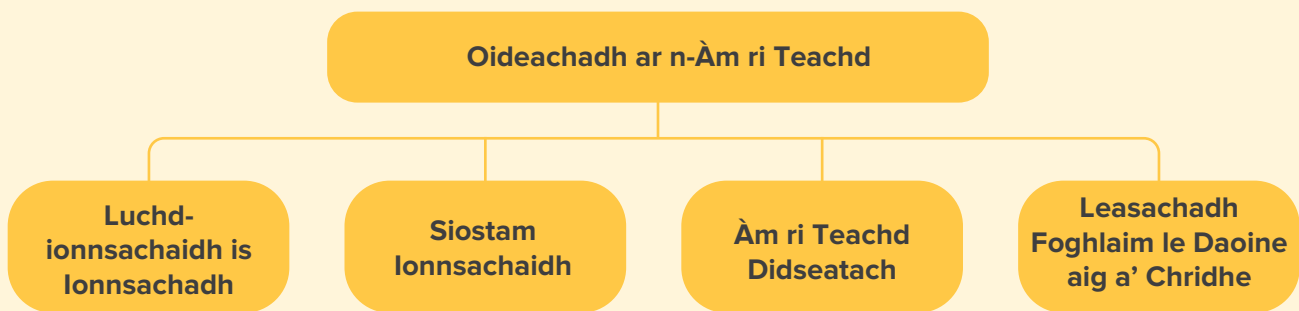 Oideachadh ar n-Àm ri Teachd
Luchd-
ionnsachaidh is
Ionnsachadh
Siostam
Ionnsachaidh
Àm ri Teachd
Didseatach
Leasachadh
Foghlaim le Daoine
aig a’ Chridhe